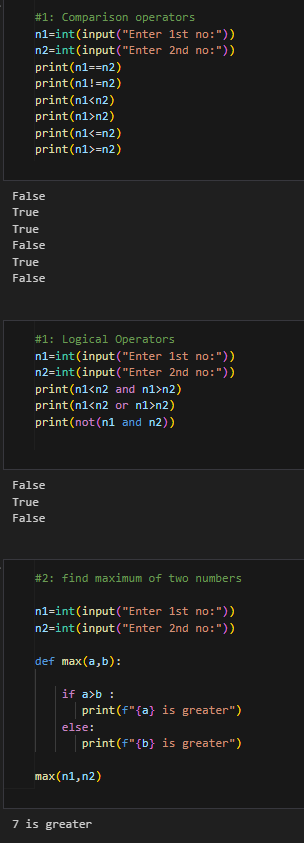 #1: Comparison operators
n1=int(input("Enter 1st no:"))
n2=int(input("Enter 2nd no:"))
print(n1==n2)
print(n1!=n2)
print(n1<n2)
print(n1>n2)
print(n1<=n2)
print(n1>=n2)
False
True
True
False
True
False
#1: Logical Operators
n1=int(input("Enter 1st no:"))
n2=int(input("Enter 2nd no:"))
print(n1<n2 and n1>n2)
print(n1<n2 or n1>n2)
print(not(n1 and n2))
False
True
False
#2: find maximum of two numbers
n1=int(input("Enter 1st no:"))
n2=int(input("Enter 2nd no:"))
def max(a,b):
if a>b :
print(f"{a} is greater")
else:
print(f"{b} is greater")
max(n1,n2)
7 is greater